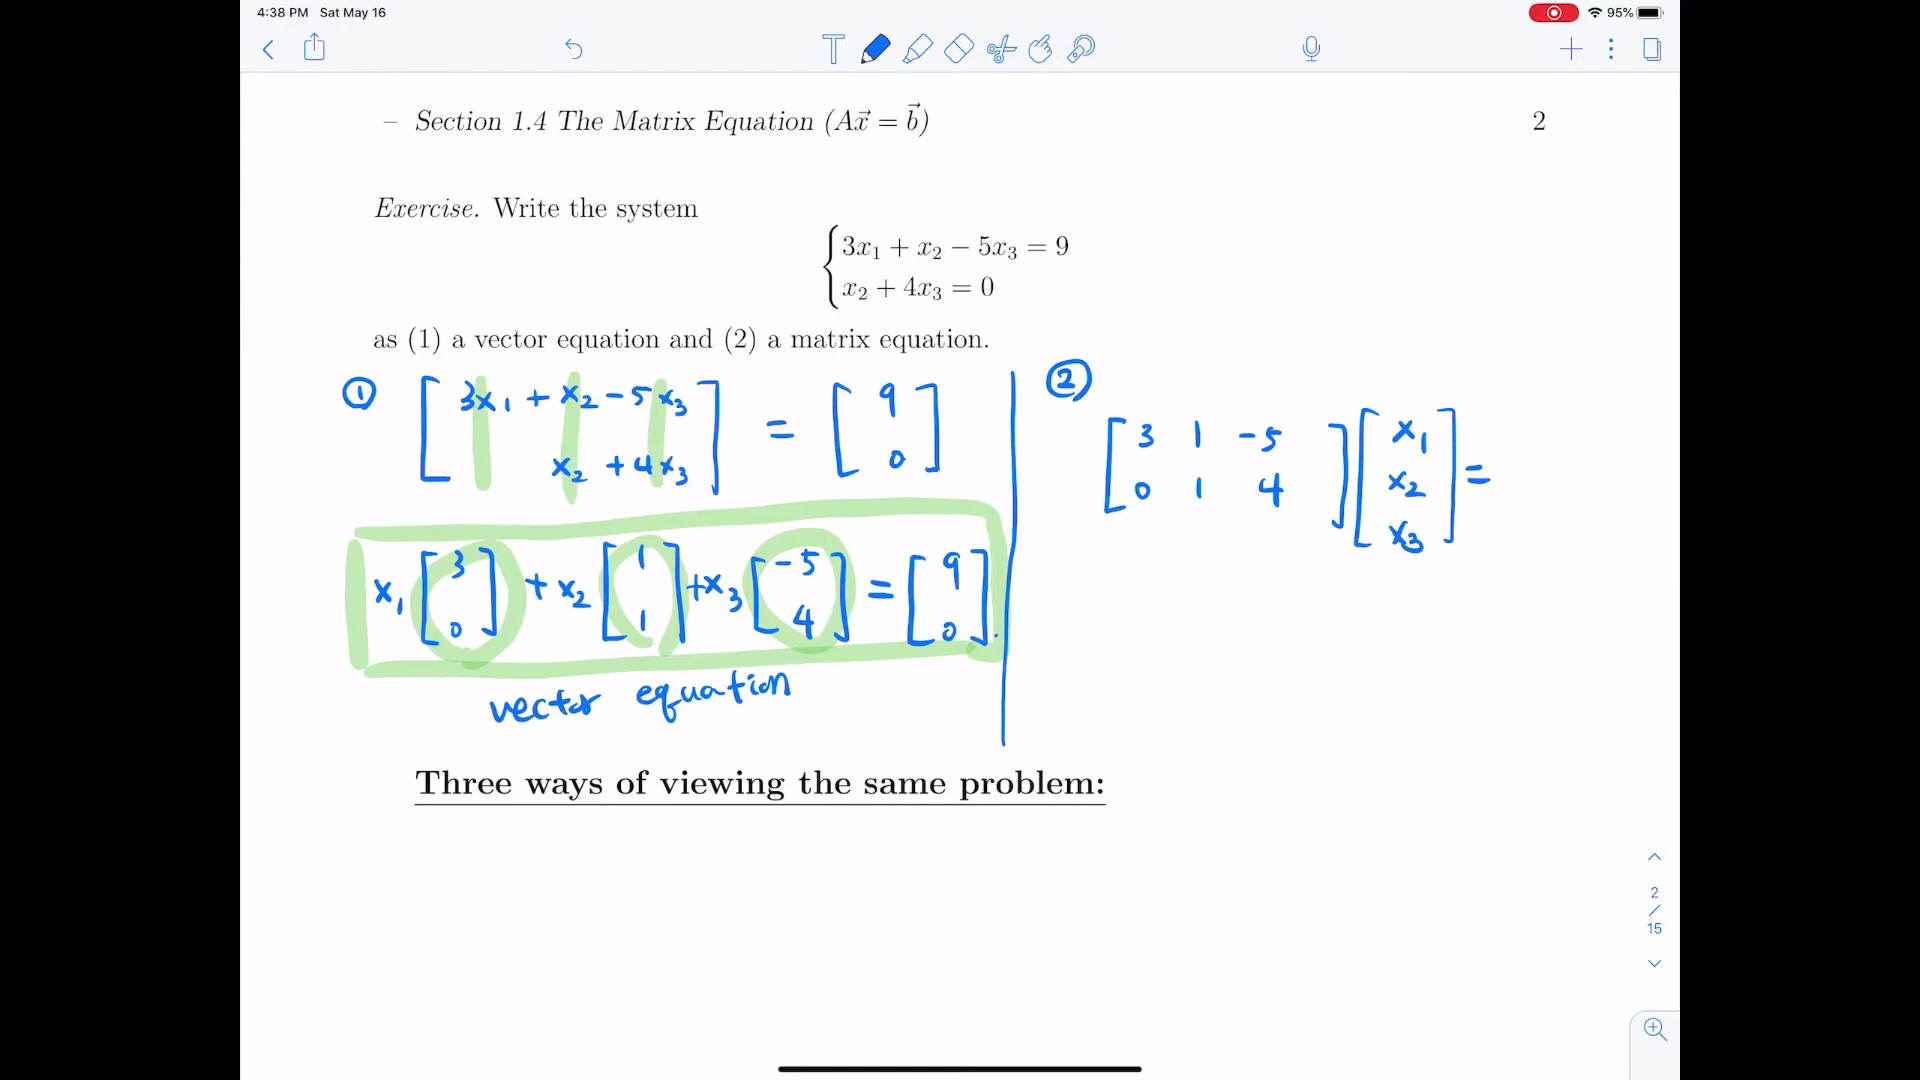 4:38 PM Sat May 16
95%
– Section 1.4 The Matrix Equation (Ax⃗ = b⃗)
2
Exercise. Write the system
3x₁ + x₂ − 5x₃ = 9
x₂ + 4x₃ = 0
as (1) a vector equation and (2) a matrix equation.
① [ 3x₁ + x₂ − 5x₃ ; x₂ + 4x₃ ] = [ 9 ; 0 ]
x₁ [ 3 ; 0 ] + x₂ [ 1 ; 1 ] + x₃ [ −5 ; 4 ] = [ 9 ; 0 ].
vector equation
② [ 3 1 −5 ; 0 1 4 ] [ x₁ ; x₂ ; x₃ ] =
Three ways of viewing the same problem:
2
/
15